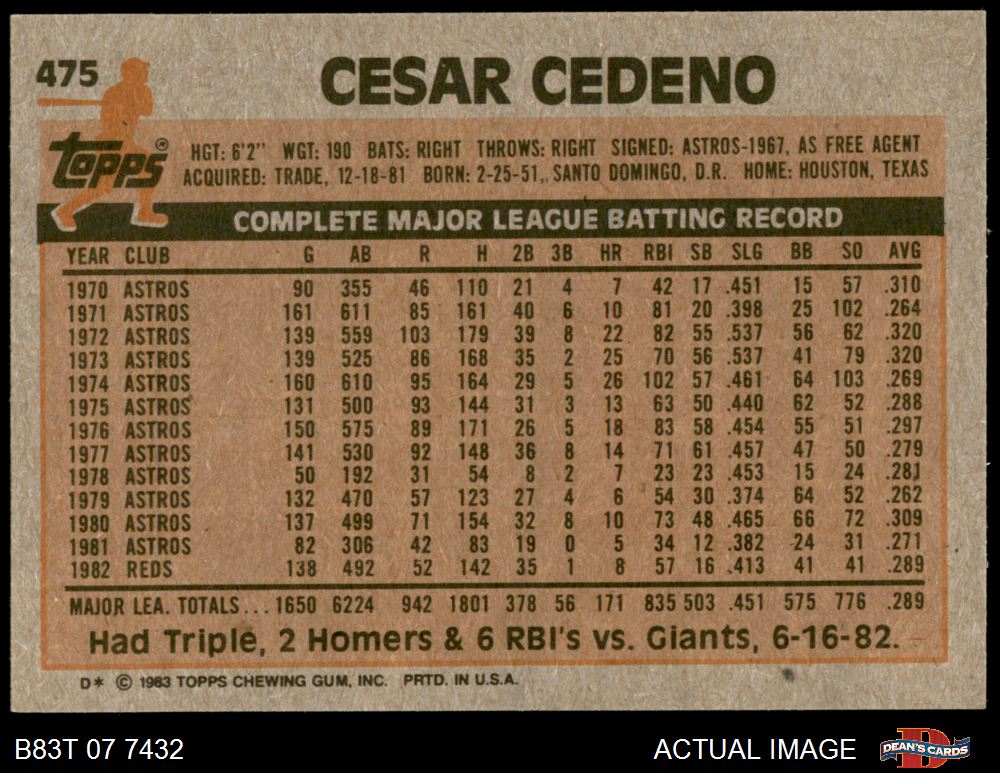 475
CESAR CEDENO
Topps®
HGT: 6'2" WGT: 190 BATS: RIGHT THROWS: RIGHT SIGNED: ASTROS-1967, AS FREE AGENT
ACQUIRED: TRADE, 12-18-81 BORN: 2-25-51, SANTO DOMINGO, D.R. HOME: HOUSTON, TEXAS
COMPLETE MAJOR LEAGUE BATTING RECORD
YEAR CLUB G AB R H 2B 3B HR RBI SB SLG BB SO AVG
1970 ASTROS 90 355 46 110 21 4 7 42 17 .451 15 57 .310
1971 ASTROS 161 611 85 161 40 6 10 81 20 .398 25 102 .264
1972 ASTROS 139 559 103 179 39 8 22 82 55 .537 56 62 .320
1973 ASTROS 139 525 86 168 35 2 25 70 56 .537 41 79 .320
1974 ASTROS 160 610 95 164 29 5 26 102 57 .461 64 103 .269
1975 ASTROS 131 500 93 144 31 3 13 63 50 .440 62 52 .288
1976 ASTROS 150 575 89 171 26 5 18 83 58 .454 55 51 .297
1977 ASTROS 141 530 92 148 36 8 14 71 61 .457 47 50 .279
1978 ASTROS 50 192 31 54 8 2 7 23 23 .453 15 24 .281
1979 ASTROS 132 470 57 123 27 4 6 54 30 .374 64 52 .262
1980 ASTROS 137 499 71 154 32 8 10 73 48 .465 66 72 .309
1981 ASTROS 82 306 42 83 19 0 5 34 12 .382 24 31 .271
1982 REDS 138 492 52 142 35 1 8 57 16 .413 41 41 .289
MAJOR LEA. TOTALS... 1650 6224 942 1801 378 56 171 835 503 .451 575 776 .289
Had Triple, 2 Homers & 6 RBI's vs. Giants, 6-16-82.
D* © 1983 TOPPS CHEWING GUM, INC. PRTD. IN U.S.A.
B83T 07 7432 ACTUAL IMAGE DEAN'S CARDS